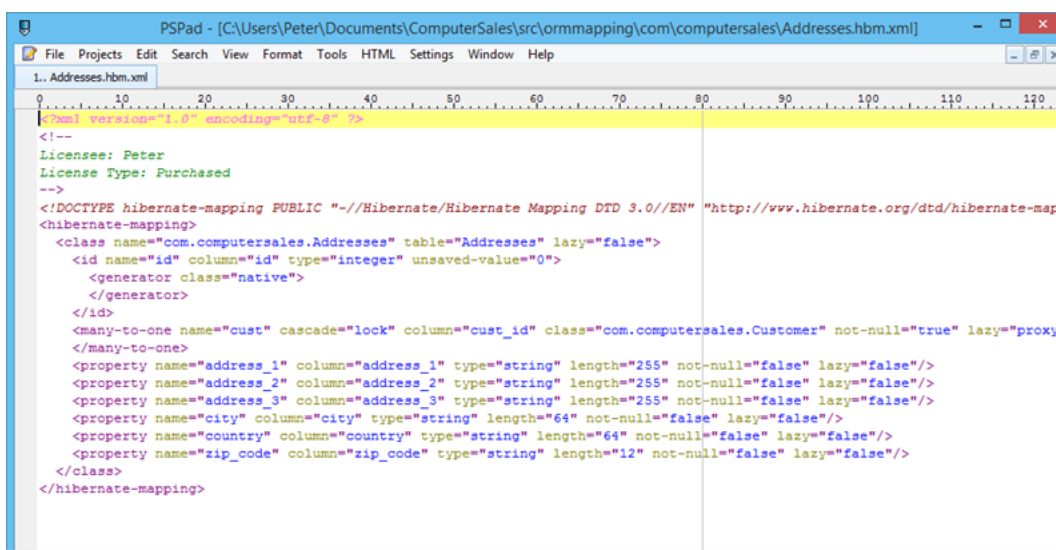 PSPad - [C:\Users\Peter\Documents\ComputerSales\src\ormmapping\com\computersales\Addresses.hbm.xml]
File Projects Edit Search View Format Tools HTML Settings Window Help
1.. Addresses.hbm.xml
0 10 20 30 40 50 60 70 80 90 100 110 120
<?xml version="1.0" encoding="utf-8" ?>
<!--
Licensee: Peter
License Type: Purchased
-->
<!DOCTYPE hibernate-mapping PUBLIC "-//Hibernate/Hibernate Mapping DTD 3.0//EN" "http://www.hibernate.org/dtd/hibernate-map
<hibernate-mapping>
<class name="com.computersales.Addresses" table="Addresses" lazy="false">
<id name="id" column="id" type="integer" unsaved-value="0">
<generator class="native">
</generator>
</id>
<many-to-one name="cust" cascade="lock" column="cust_id" class="com.computersales.Customer" not-null="true" lazy="proxy
</many-to-one>
<property name="address_1" column="address_1" type="string" length="255" not-null="false" lazy="false"/>
<property name="address_2" column="address_2" type="string" length="255" not-null="false" lazy="false"/>
<property name="address_3" column="address_3" type="string" length="255" not-null="false" lazy="false"/>
<property name="city" column="city" type="string" length="64" not-null="false" lazy="false"/>
<property name="country" column="country" type="string" length="64" not-null="false" lazy="false"/>
<property name="zip_code" column="zip_code" type="string" length="12" not-null="false" lazy="false"/>
</class>
</hibernate-mapping>